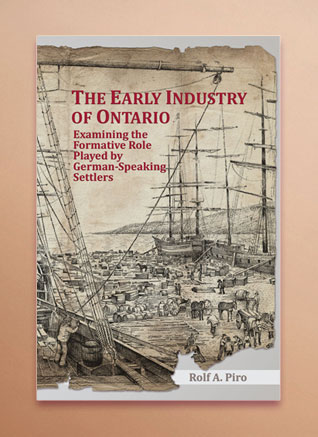 THE EARLY INDUSTRY
OF ONTARIO
Examining the
Formative Role
Played by
German-Speaking
Settlers
Rolf A. Piro